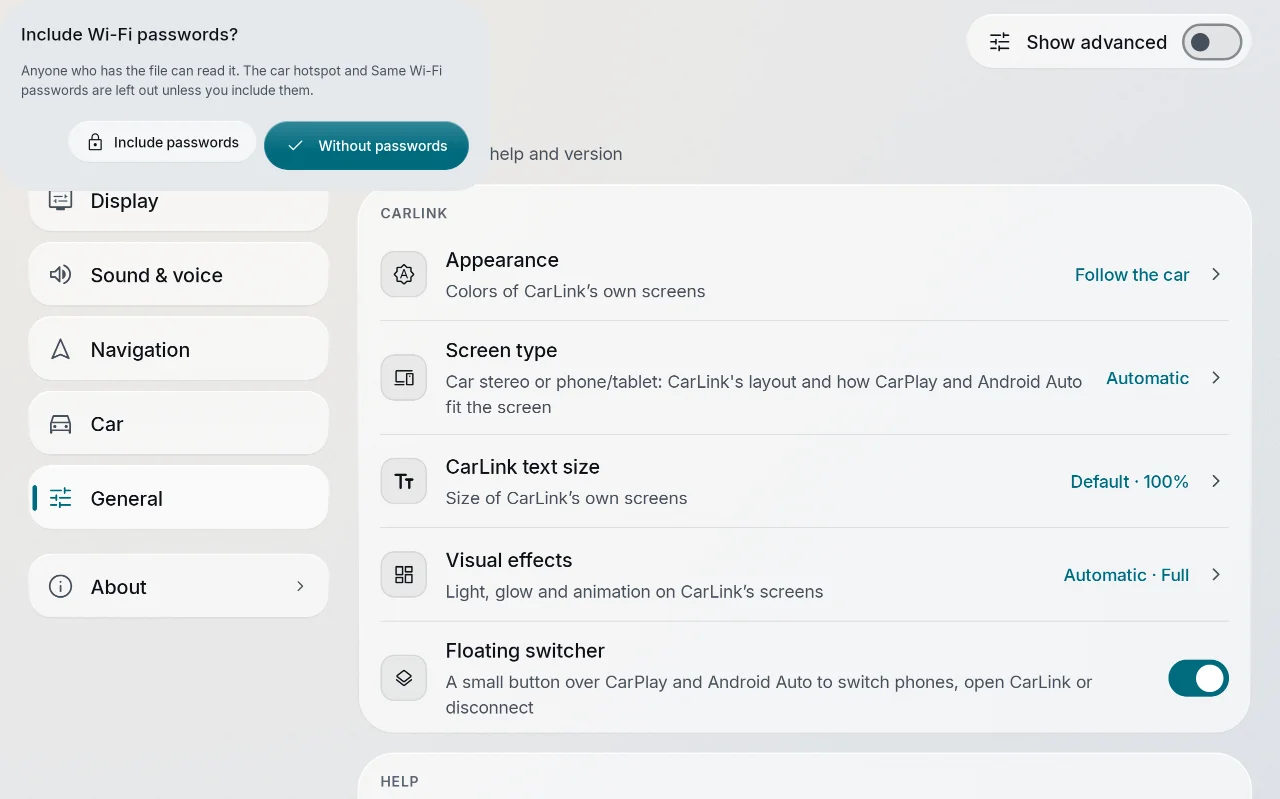 Include Wi-Fi passwords?
Anyone who has the file can read it. The car hotspot and Same Wi-Fi
passwords are left out unless you include them.
Include passwords
Without passwords
Show advanced
help and version
Display
Sound & voice
Navigation
Car
General
About
CARLINK
Appearance
Colors of CarLink’s own screens
Follow the car
Screen type
Car stereo or phone/tablet: CarLink's layout and how CarPlay and Android Auto
fit the screen
Automatic
CarLink text size
Size of CarLink’s own screens
Default · 100%
Visual effects
Light, glow and animation on CarLink’s screens
Automatic · Full
Floating switcher
A small button over CarPlay and Android Auto to switch phones, open CarLink or
disconnect
HELP